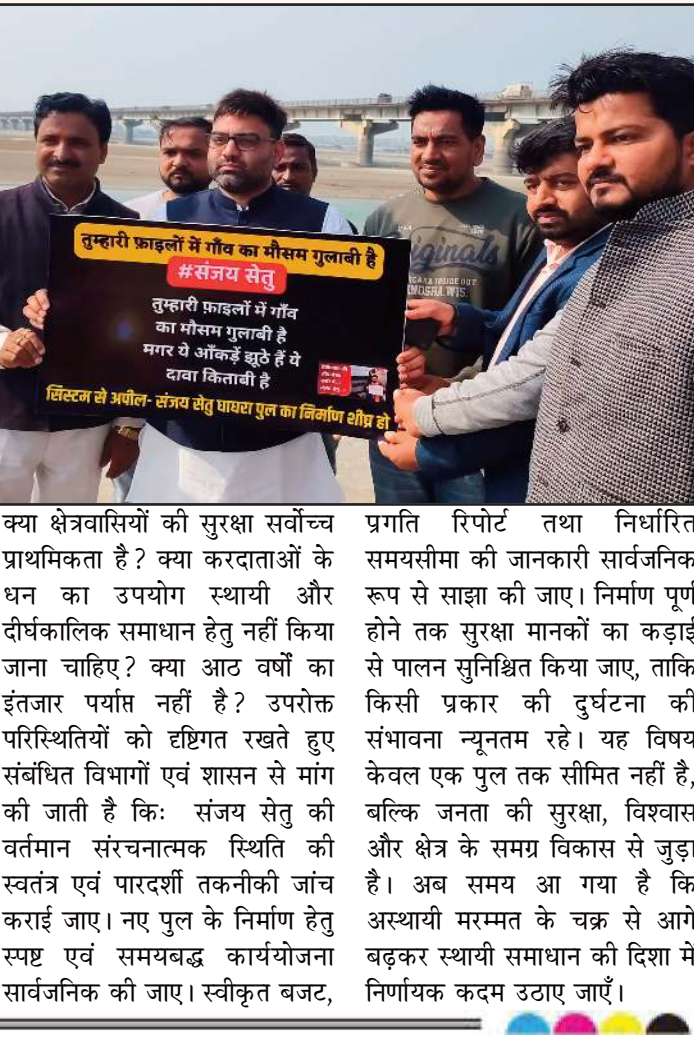 तुम्हारी फ़ाइलों में गाँव का मौसम गुलाबी है
#संजय सेतु
तुम्हारी फ़ाइलों में गाँव
का मौसम गुलाबी है
मगर ये आँकड़ें झूठे हैं ये
दावा किताबी है
सिस्टम से अपील- संजय सेतु घाघरा पुल का निर्माण शीघ्र हो
iginals
KENOSHA.WIS.
क्या क्षेत्रवासियों की सुरक्षा सर्वोच्च
प्राथमिकता है? क्या करदाताओं के
धन का उपयोग स्थायी और
दीर्घकालिक समाधान हेतु नहीं किया
जाना चाहिए? क्या आठ वर्षों का
इंतजार पर्याप्त नहीं है? उपरोक्त
परिस्थितियों को दृष्टिगत रखते हुए
संबंधित विभागों एवं शासन से मांग
की जाती है किः संजय सेतु की
वर्तमान संरचनात्मक स्थिति की
स्वतंत्र एवं पारदर्शी तकनीकी जांच
कराई जाए। नए पुल के निर्माण हेतु
स्पष्ट एवं समयबद्ध कार्ययोजना
सार्वजनिक की जाए। स्वीकृत बजट,
प्रगति रिपोर्ट तथा निर्धारित
समयसीमा की जानकारी सार्वजनिक
रूप से साझा की जाए। निर्माण पूर्ण
होने तक सुरक्षा मानकों का कड़ाई
से पालन सुनिश्चित किया जाए, ताकि
किसी प्रकार की दुर्घटना की
संभावना न्यूनतम रहे। यह विषय
केवल एक पुल तक सीमित नहीं है,
बल्कि जनता की सुरक्षा, विश्वास
और क्षेत्र के समग्र विकास से जुड़ा
है। अब समय आ गया है कि
अस्थायी मरम्मत के चक्र से आगे
बढ़कर स्थायी समाधान की दिशा में
निर्णायक कदम उठाए जाएँ।